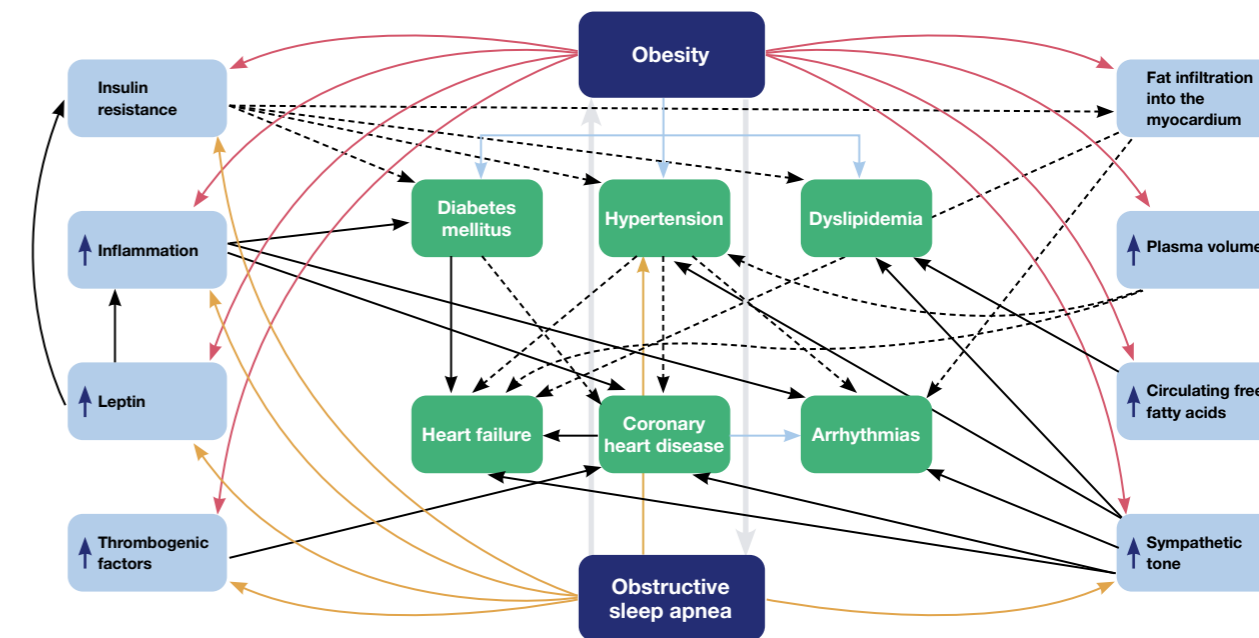 Obesity
Insulin
resistance
Fat infiltration
into the
myocardium
Diabetes
mellitus
Hypertension
Dyslipidemia
Inflammation
Plasma volume
Leptin
Circulating free
fatty acids
Heart failure
Coronary
heart disease
Arrhythmias
Thrombogenic
factors
Sympathetic
tone
Obstructive
sleep apnea